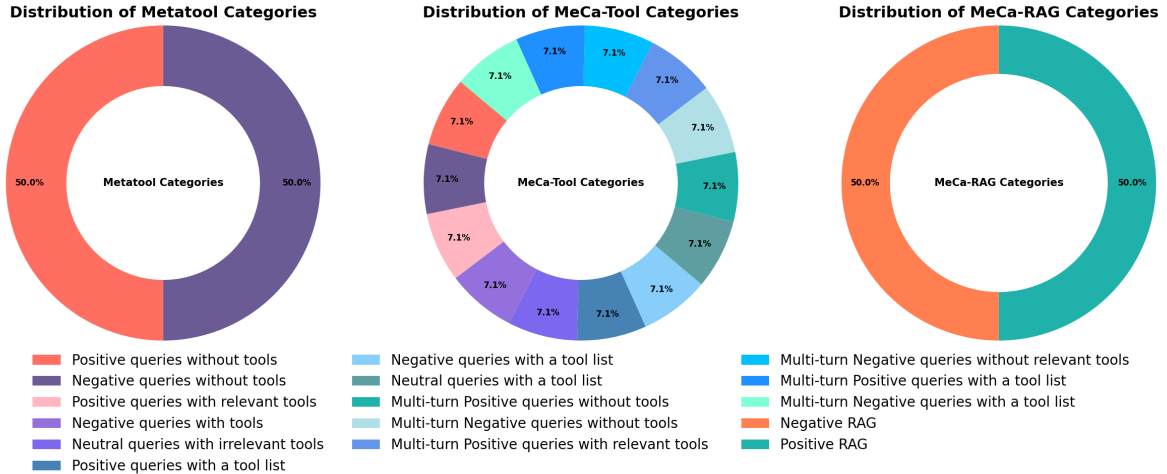 Distribution of Metatool Categories
50.0%
Metatool Categories
50.0%
Distribution of MeCa-Tool Categories
7.1%
7.1%
7.1%
7.1%
7.1%
7.1%
7.1%
7.1%
7.1%
7.1%
7.1%
7.1%
7.1%
7.1%
MeCa-Tool Categories
Distribution of MeCa-RAG Categories
50.0%
MeCa-RAG Categories
50.0%
Positive queries without tools
Negative queries without tools
Positive queries with relevant tools
Negative queries with tools
Neutral queries with irrelevant tools
Positive queries with a tool list
Negative queries with a tool list
Neutral queries with a tool list
Multi-turn Positive queries without tools
Multi-turn Negative queries without tools
Multi-turn Positive queries with relevant tools
Multi-turn Negative queries without relevant tools
Multi-turn Positive queries with a tool list
Multi-turn Negative queries with a tool list
Negative RAG
Positive RAG